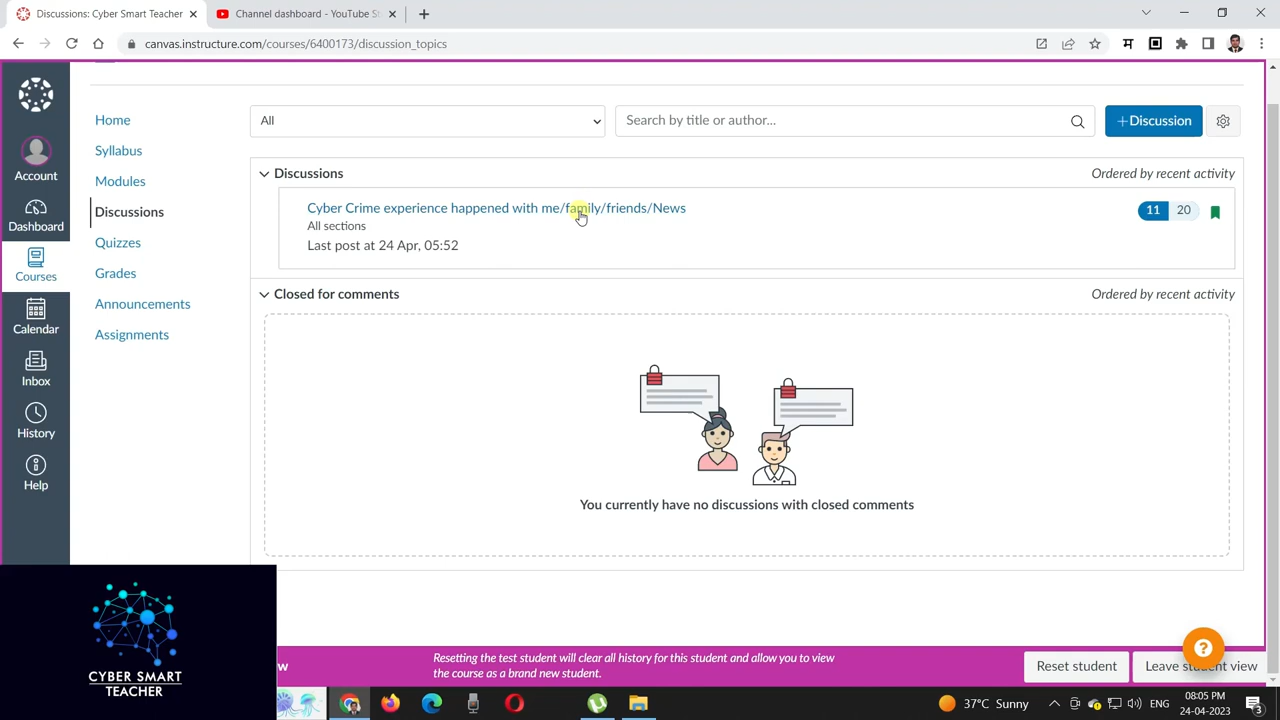 Discussions: Cyber Smart Teacher
Channel dashboard - YouTube S
canvas.instructure.com/courses/6400173/discussion_topics
Account
Dashboard
Courses
Calendar
Inbox
History
Help
Home
Syllabus
Modules
Discussions
Quizzes
Grades
Announcements
Assignments
All
Search by title or author...
+Discussion
Discussions
Ordered by recent activity
Cyber Crime experience happened with me/family/friends/News
11 20
All sections
Last post at 24 Apr, 05:52
Closed for comments
Ordered by recent activity
You currently have no discussions with closed comments
CYBER SMART
TEACHER
w
Resetting the test student will clear all history for this student and allow you to view
the course as a brand new student.
Reset student
Leave student view
37°C Sunny
ENG
08:05 PM
24-04-2023
3